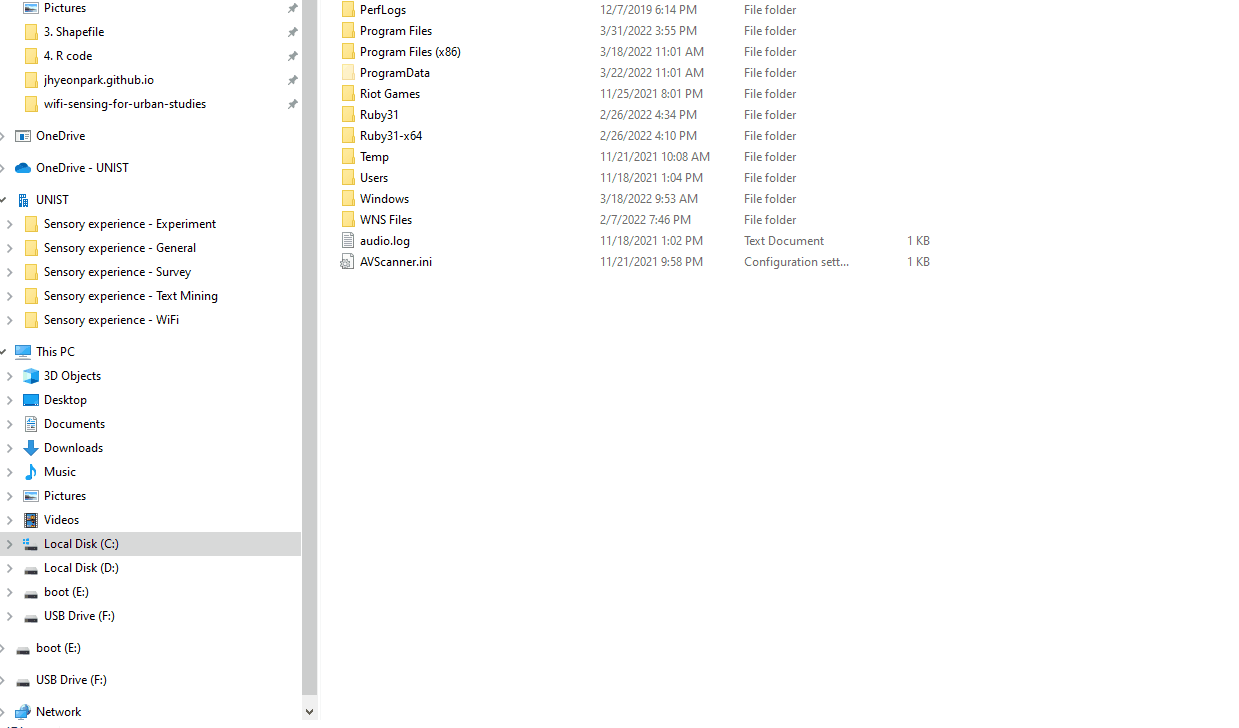 Pictures
3. Shapefile
4. R code
jhyeonpark.github.io
wifi-sensing-for-urban-studies
OneDrive
OneDrive - UNIST
UNIST
Sensory experience - Experiment
Sensory experience - General
Sensory experience - Survey
Sensory experience - Text Mining
Sensory experience - WiFi
This PC
3D Objects
Desktop
Documents
Downloads
Music
Pictures
Videos
Local Disk (C:)
Local Disk (D:)
boot (E:)
USB Drive (F:)
boot (E:)
USB Drive (F:)
Network
PerfLogs 12/7/2019 6:14 PM File folder
Program Files 3/31/2022 3:55 PM File folder
Program Files (x86) 3/18/2022 11:01 AM File folder
ProgramData 3/22/2022 11:01 AM File folder
Riot Games 11/25/2021 8:01 PM File folder
Ruby31 2/26/2022 4:34 PM File folder
Ruby31-x64 2/26/2022 4:10 PM File folder
Temp 11/21/2021 10:08 AM File folder
Users 11/18/2021 1:04 PM File folder
Windows 3/18/2022 9:53 AM File folder
WNS Files 2/7/2022 7:46 PM File folder
audio.log 11/18/2021 1:02 PM Text Document 1 KB
AVScanner.ini 11/21/2021 9:58 PM Configuration sett... 1 KB